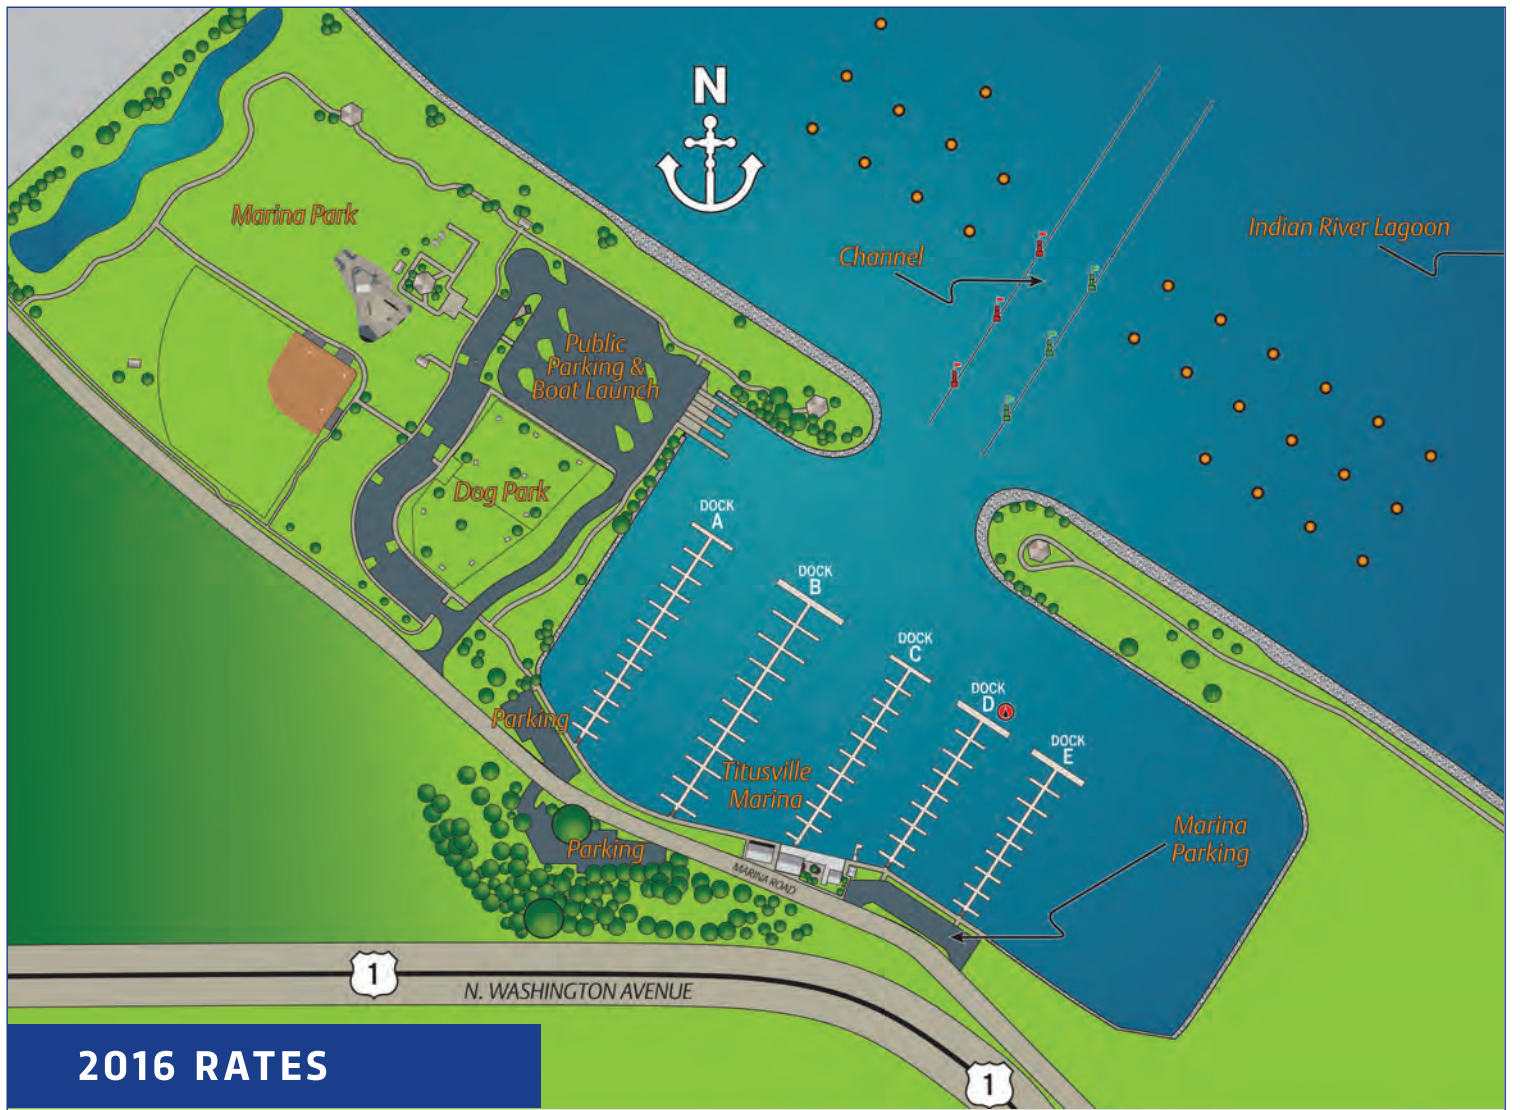 N
Marina Park
Channel
Indian River Lagoon
Public
Parking &
Boat Launch
Dog Park
DOCK
A
DOCK
B
DOCK
C
DOCK
D
DOCK
E
Parking
Titusville
Marina
Marina
Parking
Parking
MARINA ROAD
1
N. WASHINGTON AVENUE
2016 RATES
1